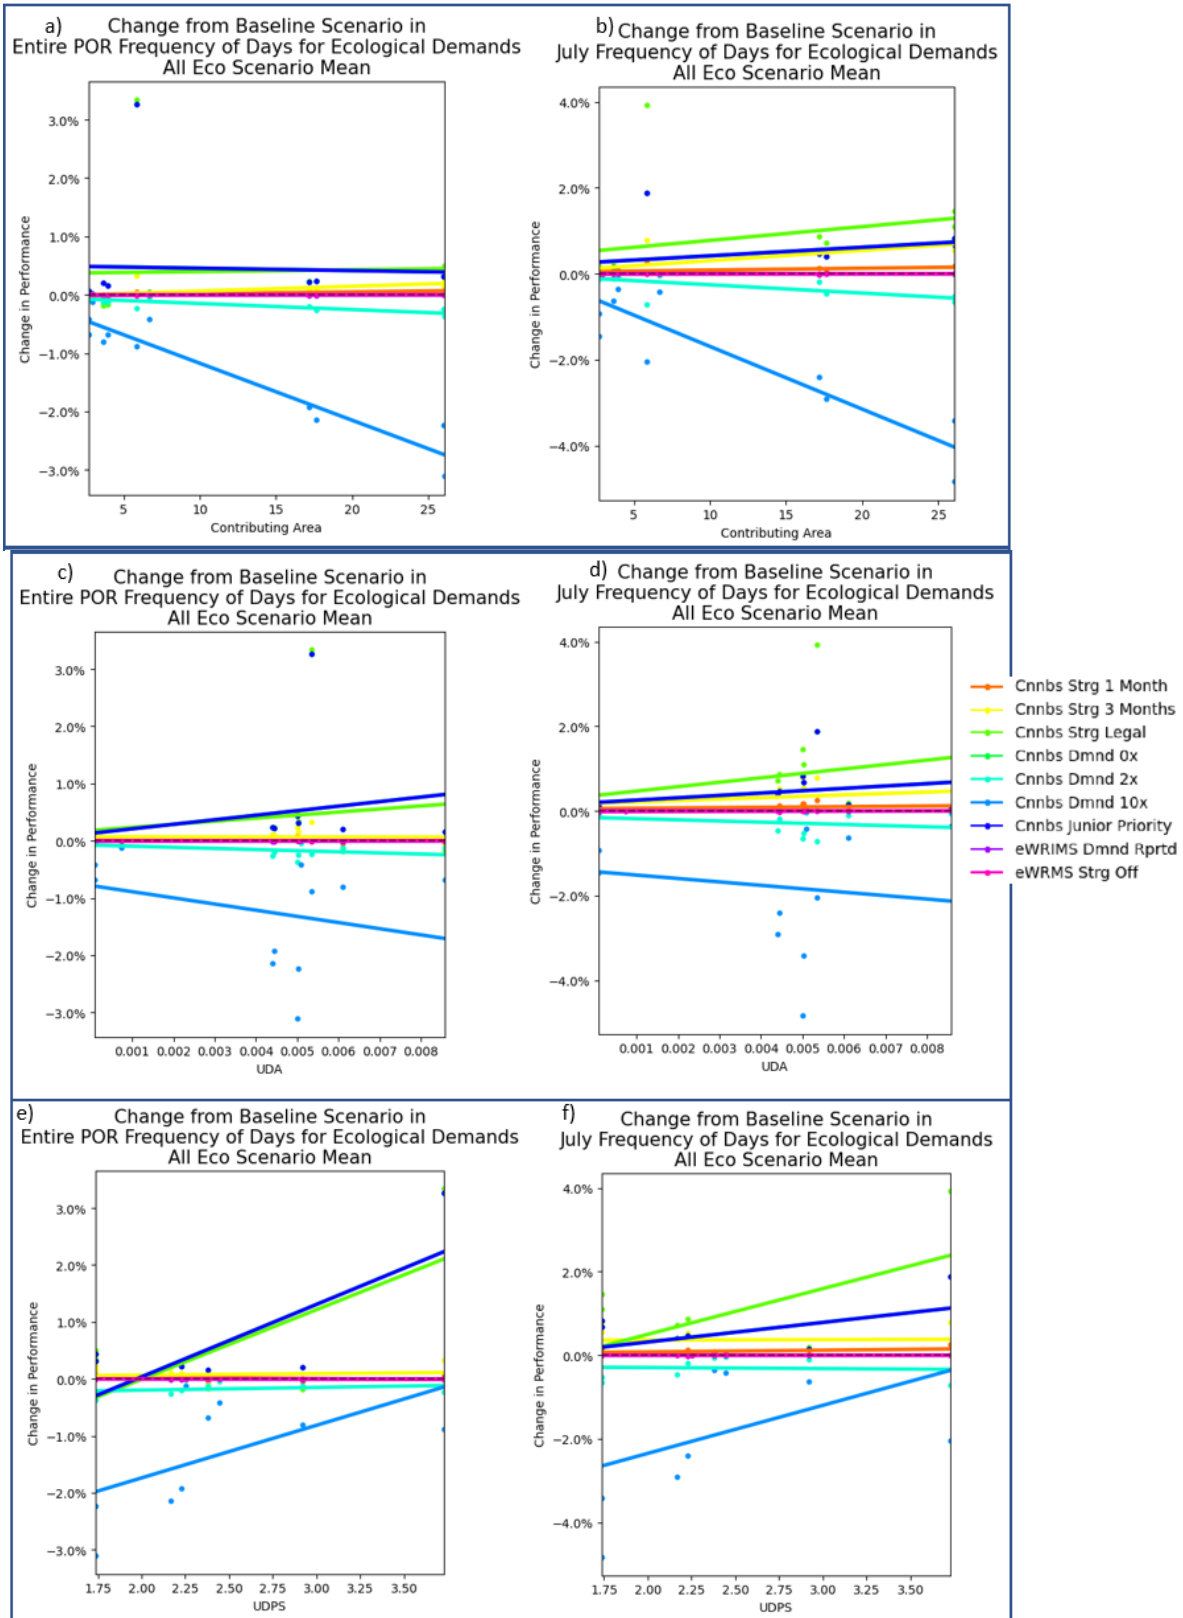 a)
Change from Baseline Scenario in
Entire POR Frequency of Days for Ecological Demands
All Eco Scenario Mean
Change in Performance
3.0%
2.0%
1.0%
0.0%
−1.0%
−2.0%
−3.0%
5 10 15 20 25
Contributing Area
b)
Change from Baseline Scenario in
July Frequency of Days for Ecological Demands
All Eco Scenario Mean
Change in Performance
4.0%
2.0%
0.0%
−2.0%
−4.0%
5 10 15 20 25
Contributing Area
c)
Change from Baseline Scenario in
Entire POR Frequency of Days for Ecological Demands
All Eco Scenario Mean
Change in Performance
3.0%
2.0%
1.0%
0.0%
−1.0%
−2.0%
−3.0%
0.001 0.002 0.003 0.004 0.005 0.006 0.007 0.008
UDA
d)
Change from Baseline Scenario in
July Frequency of Days for Ecological Demands
All Eco Scenario Mean
Change in Performance
4.0%
2.0%
0.0%
−2.0%
−4.0%
0.001 0.002 0.003 0.004 0.005 0.006 0.007 0.008
UDA
Cnnbs Strg 1 Month
Cnnbs Strg 3 Months
Cnnbs Strg Legal
Cnnbs Dmnd 0x
Cnnbs Dmnd 2x
Cnnbs Dmnd 10x
Cnnbs Junior Priority
eWRIMS Dmnd Rprtd
eWRMS Strg Off
e)
Change from Baseline Scenario in
Entire POR Frequency of Days for Ecological Demands
All Eco Scenario Mean
Change in Performance
3.0%
2.0%
1.0%
0.0%
−1.0%
−2.0%
−3.0%
1.75 2.00 2.25 2.50 2.75 3.00 3.25 3.50
UDPS
f)
Change from Baseline Scenario in
July Frequency of Days for Ecological Demands
All Eco Scenario Mean
Change in Performance
4.0%
2.0%
0.0%
−2.0%
−4.0%
1.75 2.00 2.25 2.50 2.75 3.00 3.25 3.50
UDPS